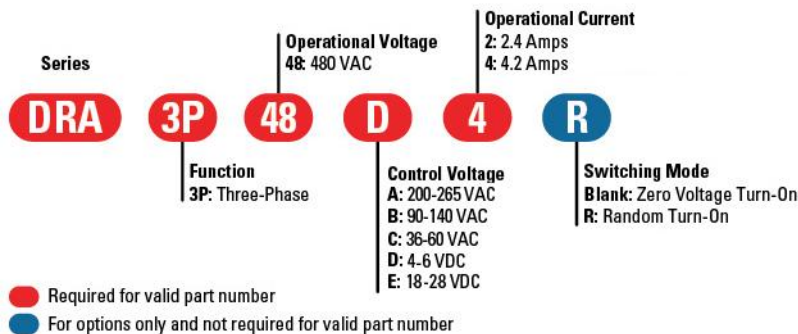 Series
Operational Voltage
48: 480 VAC
Operational Current
2: 2.4 Amps
4: 4.2 Amps
DRA 3P 48 D 4 R
Function
3P: Three-Phase
Control Voltage
A: 200-265 VAC
B: 90-140 VAC
C: 36-60 VAC
D: 4-6 VDC
E: 18-28 VDC
Switching Mode
Blank: Zero Voltage Turn-On
R: Random Turn-On
Required for valid part number
For options only and not required for valid part number